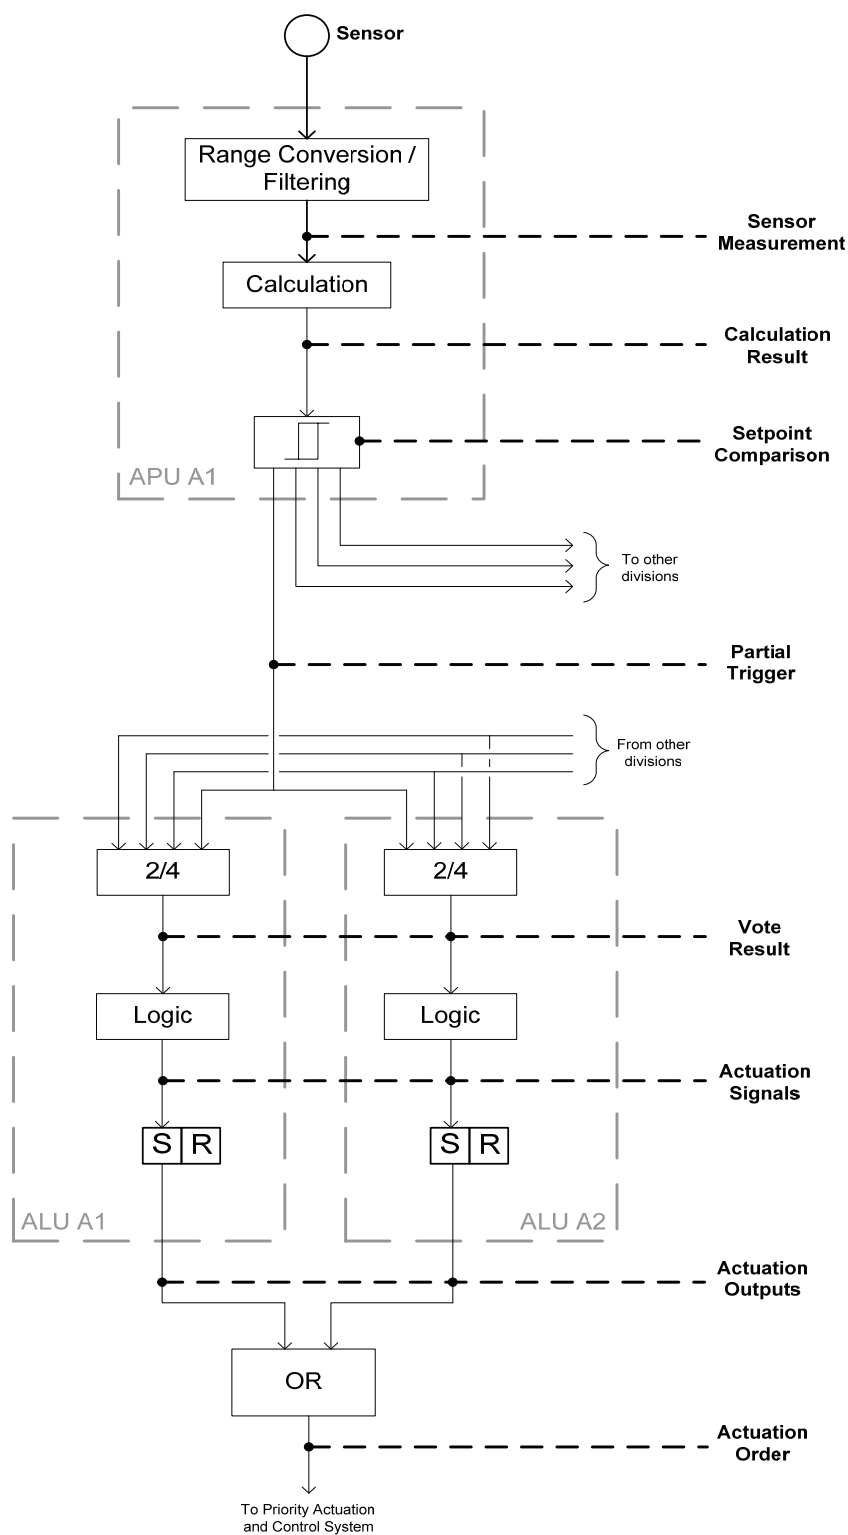 Sensor
Range Conversion /
Filtering
Sensor
Measurement
Calculation
Calculation
Result
Setpoint
Comparison
APU A1
To other
divisions
Partial
Trigger
From other
divisions
2/4
2/4
Vote
Result
Logic
Logic
Actuation
Signals
S R
S R
ALU A1
ALU A2
Actuation
Outputs
OR
Actuation
Order
To Priority Actuation
and Control System